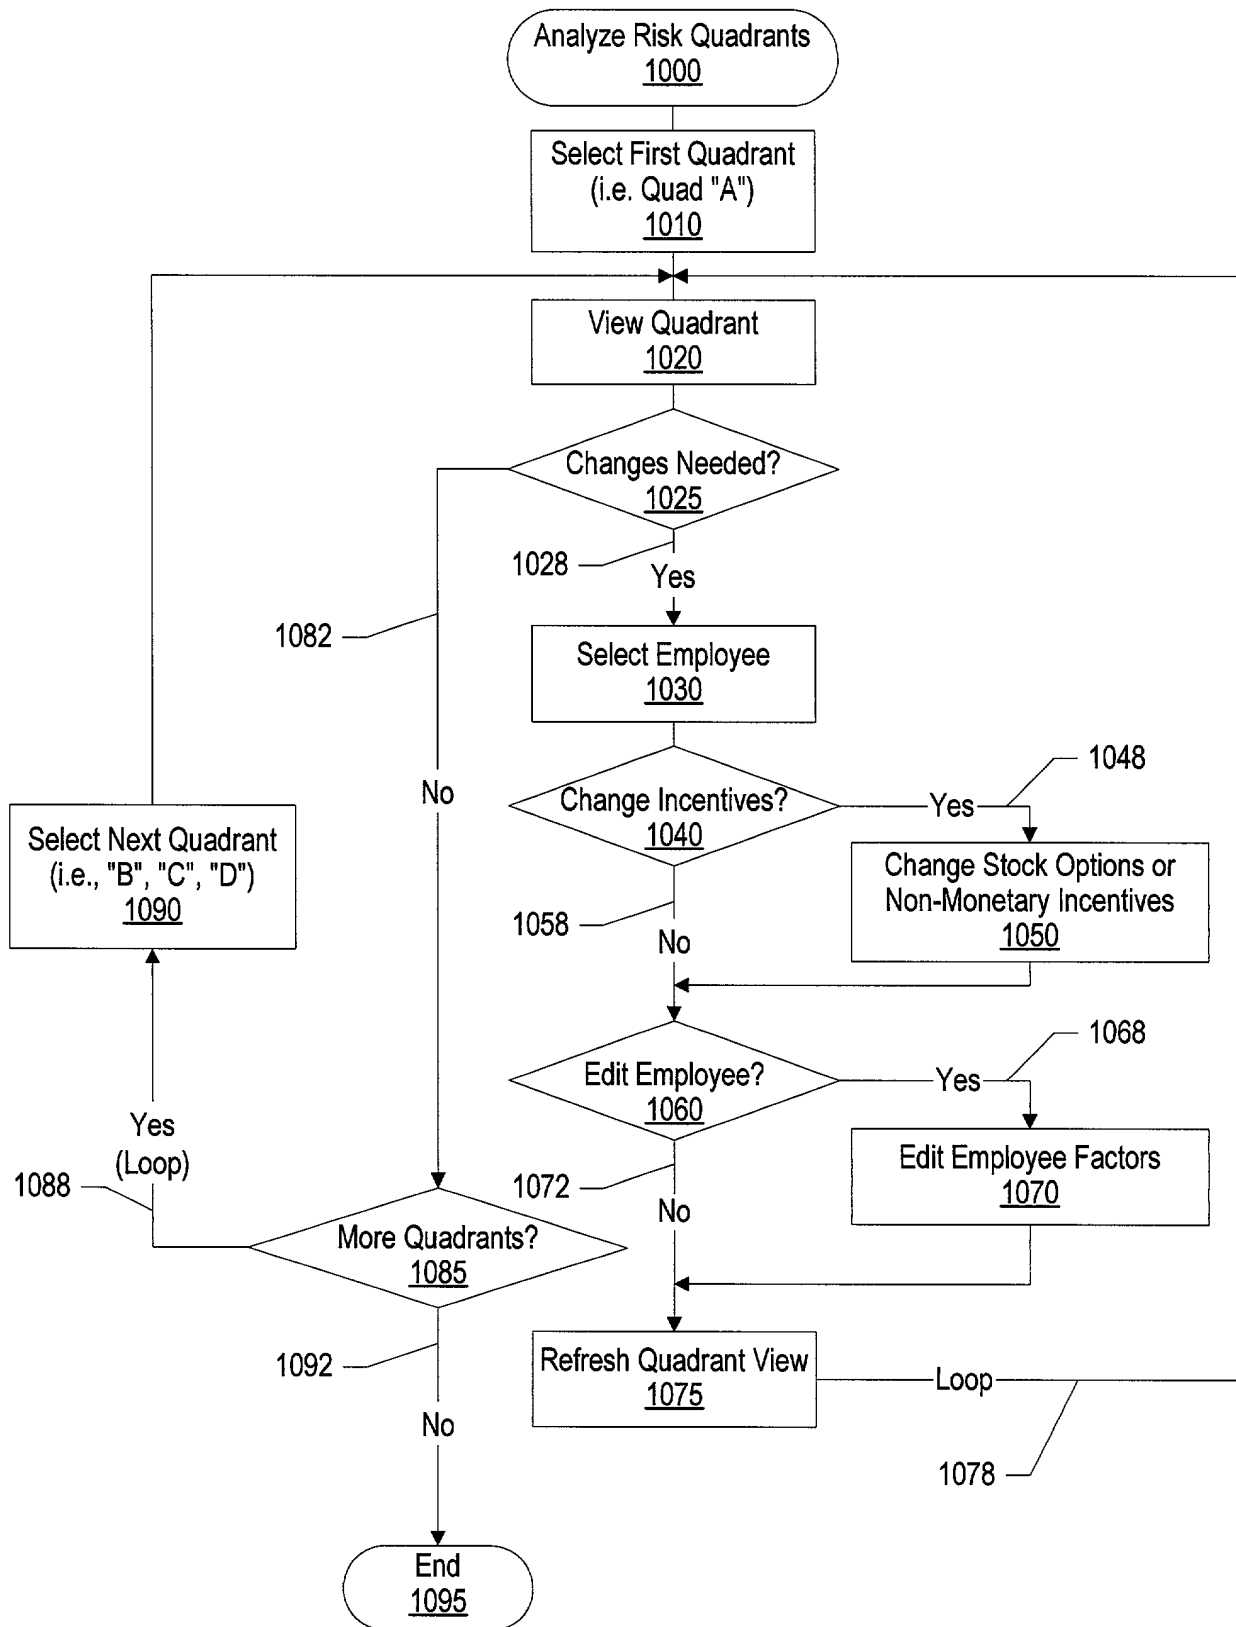 Analyze Risk Quadrants
1000
Select First Quadrant
(i.e. Quad "A")
1010
View Quadrant
1020
Changes Needed?
1025
1028
Yes
1082
No
Select Employee
1030
Change Incentives?
1040
Yes
1048
Change Stock Options or
Non-Monetary Incentives
1050
1058
No
Select Next Quadrant
(i.e., "B", "C", "D")
1090
Edit Employee?
1060
Yes
1068
Edit Employee Factors
1070
1072
No
Yes
(Loop)
1088
More Quadrants?
1085
Refresh Quadrant View
1075
Loop
1078
1092
No
End
1095